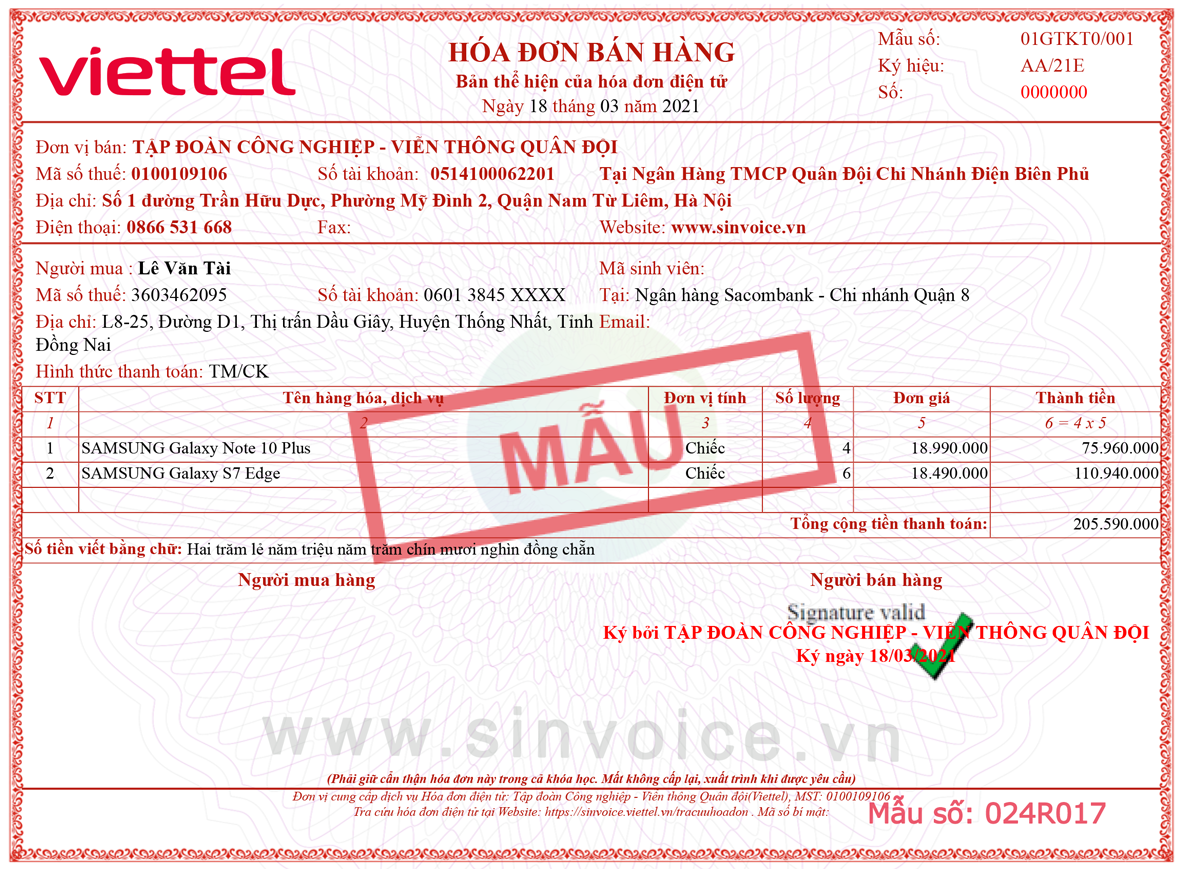 viettel
HÓA ĐƠN BÁN HÀNG
Bản thể hiện của hóa đơn điện tử
Ngày 18 tháng 03 năm 2021
Mẫu số: 01GTKT0/001
Ký hiệu: AA/21E
Số: 0000000
Đơn vị bán: TẬP ĐOÀN CÔNG NGHIỆP - VIỄN THÔNG QUÂN ĐỘI
Mã số thuế: 0100109106 Số tài khoản: 0514100062201 Tại Ngân Hàng TMCP Quân Đội Chi Nhánh Điện Biên Phủ
Địa chỉ: Số 1 đường Trần Hữu Dực, Phường Mỹ Đình 2, Quận Nam Từ Liêm, Hà Nội
Điện thoại: 0866 531 668 Fax: Website: www.sinvoice.vn
Người mua : Lê Văn Tài Mã sinh viên:
Mã số thuế: 3603462095 Số tài khoản: 0601 3845 XXXX Tại: Ngân hàng Sacombank - Chi nhánh Quận 8
Địa chỉ: L8-25, Đường D1, Thị trấn Dầu Giây, Huyện Thống Nhất, Tỉnh Email:
Đồng Nai
Hình thức thanh toán: TM/CK
STT Tên hàng hóa, dịch vụ Đơn vị tính Số lượng Đơn giá Thành tiền
1 2 3 4 5 6 = 4 x 5
1 SAMSUNG Galaxy Note 10 Plus Chiếc 4 18.990.000 75.960.000
2 SAMSUNG Galaxy S7 Edge Chiếc 6 18.490.000 110.940.000
MẪU
Tổng cộng tiền thanh toán: 205.590.000
Số tiền viết bằng chữ: Hai trăm lẻ năm triệu năm trăm chín mươi nghìn đồng chẵn
Người mua hàng Người bán hàng
Signature valid
Ký bởi TẬP ĐOÀN CÔNG NGHIỆP - VIỄN THÔNG QUÂN ĐỘI
Ký ngày 18/03/2021
www.sinvoice.vn
(Phải giữ cẩn thận hóa đơn này trong cả khóa học. Mất không cấp lại, xuất trình khi được yêu cầu)
Đơn vị cung cấp dịch vụ Hóa đơn điện tử: Tập đoàn Công nghiệp - Viễn thông Quân đội(Viettel), MST: 0100109106
Tra cứu hóa đơn điện tử tại Website: https://sinvoice.viettel.vn/tracuuhoadon . Mã số bí mật:
Mẫu số: 024R017